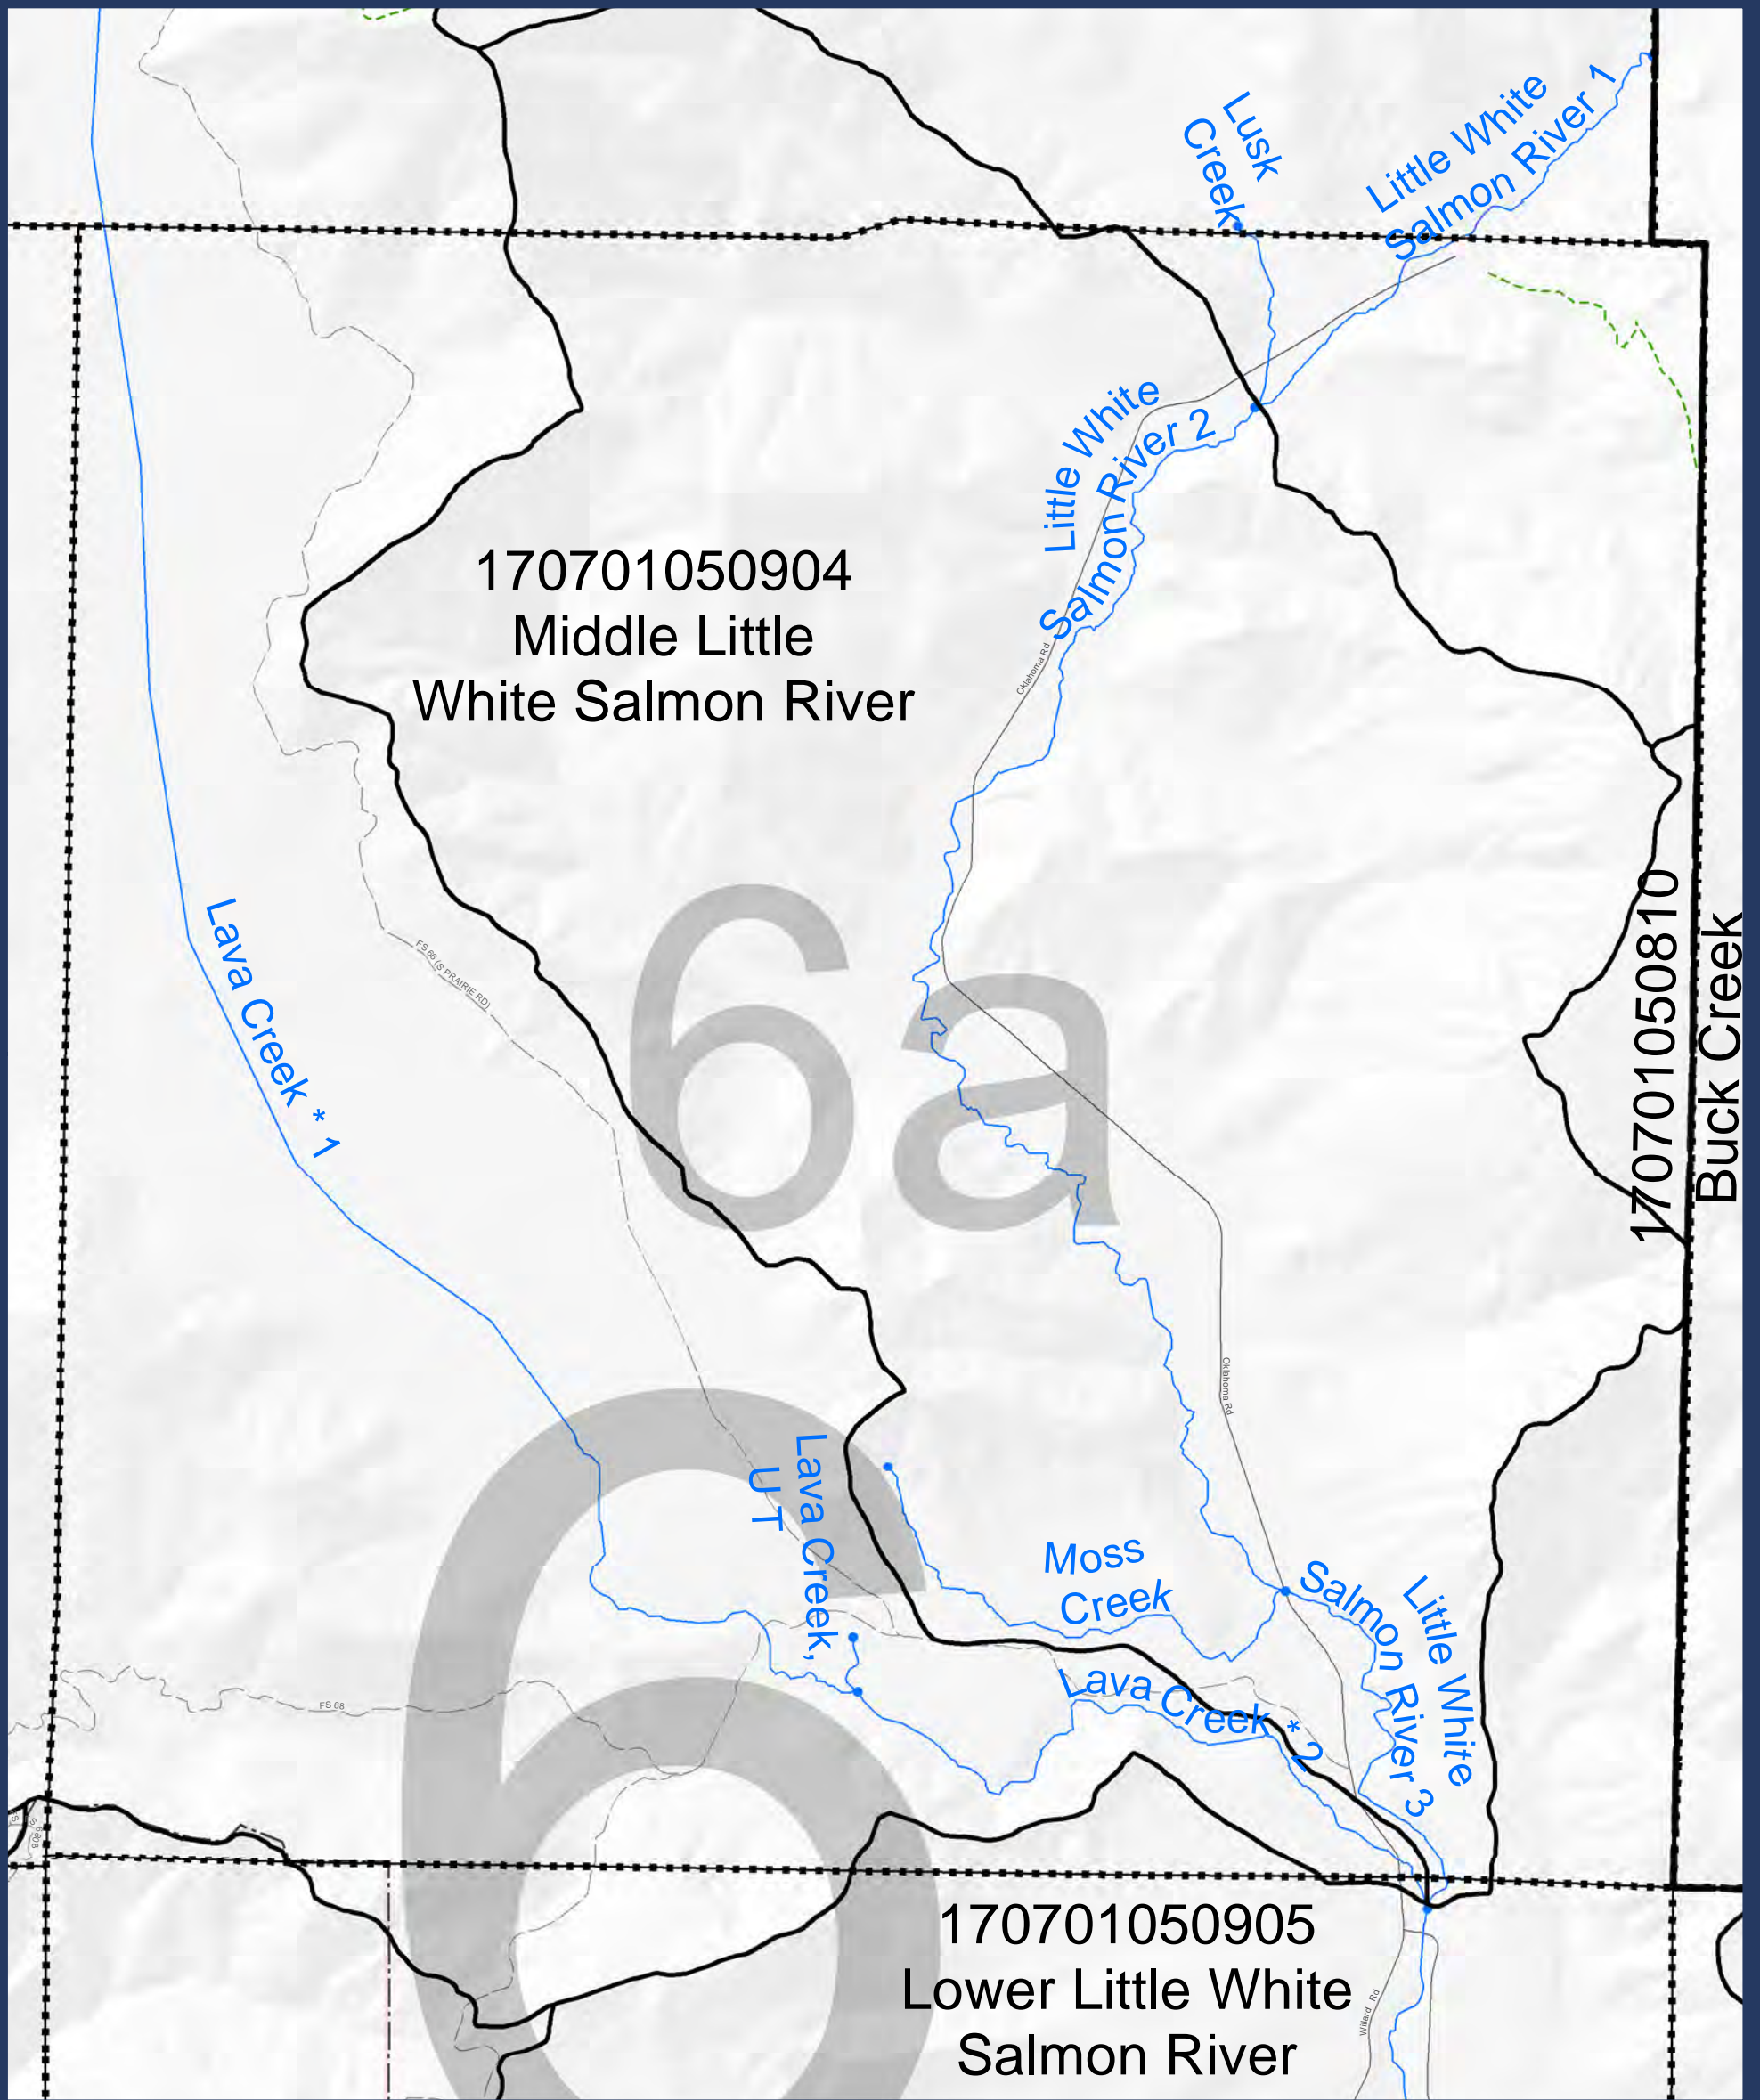 Lusk
Creek
Little White
Salmon River 1
Little White
Salmon River 2
170701050904
Middle Little
White Salmon River
Oklahoma Rd
6a
170701050810
Buck Creek
Lava Creek * 1
FS 66 (S PRAIRIE RD)
Oklahoma Rd
Lava Creek,
U T
Moss
Creek
Little White
Salmon River 3
Lava Creek * 2
FS 68
6
6808
170701050905
Lower Little White
Salmon River
Willard Rd